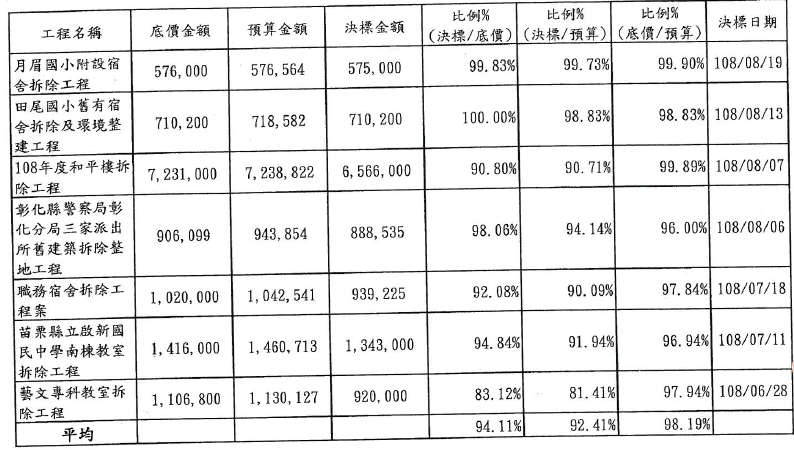 工程名稱 底價金額 預算金額 決標金額 比例% 比例% 比例% 決標日期
(決標/底價) (決標/預算) (底價/預算)
月眉國小附設宿
舍拆除工程 576,000 576,564 575,000 99.83% 99.73% 99.90% 108/08/19
田尾國小舊有宿
舍拆除及環境整 710,200 718,582 710,200 100.00% 98.83% 98.83% 108/08/13
建工程
108年度和平樓拆
除工程 7,231,000 7,238,822 6,566,000 90.80% 90.71% 99.89% 108/08/07
彰化縣警察局彰
化分局三家派出
所舊建築拆除整 906,099 943,854 888,535 98.06% 94.14% 96.00% 108/08/06
地工程
職務宿舍拆除工
程案 1,020,000 1,042,541 939,225 92.08% 90.09% 97.84% 108/07/18
苗栗縣立啟新國
民中學南棟教室 1,416,000 1,460,713 1,343,000 94.84% 91.94% 96.94% 108/07/11
拆除工程
藝文專科教室拆
除工程 1,106,800 1,130,127 920,000 83.12% 81.41% 97.94% 108/06/28
平均 94.11% 92.41% 98.19%